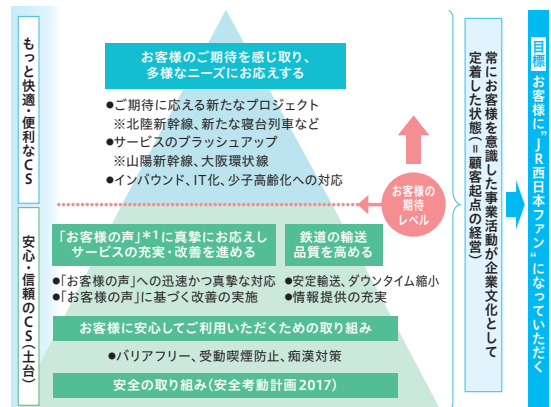 もっと快適・便利なCS
お客様のご期待を感じ取り、
多様なニーズにお応えする
●ご期待に応える新たなプロジェクト
※北陸新幹線、新たな寝台列車など
●サービスのブラッシュアップ
※山陽新幹線、大阪環状線
●インバウンド、IT化、少子高齢化への対応
お客様の
期待
レベル
安心・信頼のCS(土台)
「お客様の声」*1に真摯にお応えし
サービスの充実・改善を進める
●「お客様の声」への迅速かつ真摯な対応
●「お客様の声」に基づく改善の実施
鉄道の輸送
品質を高める
●安定輸送、ダウンタイム縮小
●情報提供の充実
お客様に安心してご利用いただくための取り組み
●バリアフリー、受動喫煙防止、痴漢対策
安全の取り組み(安全考動計画2017)
常にお客様を意識した事業活動が企業文化として
定着した状態(=顧客起点の経営)
目標 お客様に"JR西日本ファン"になっていただく